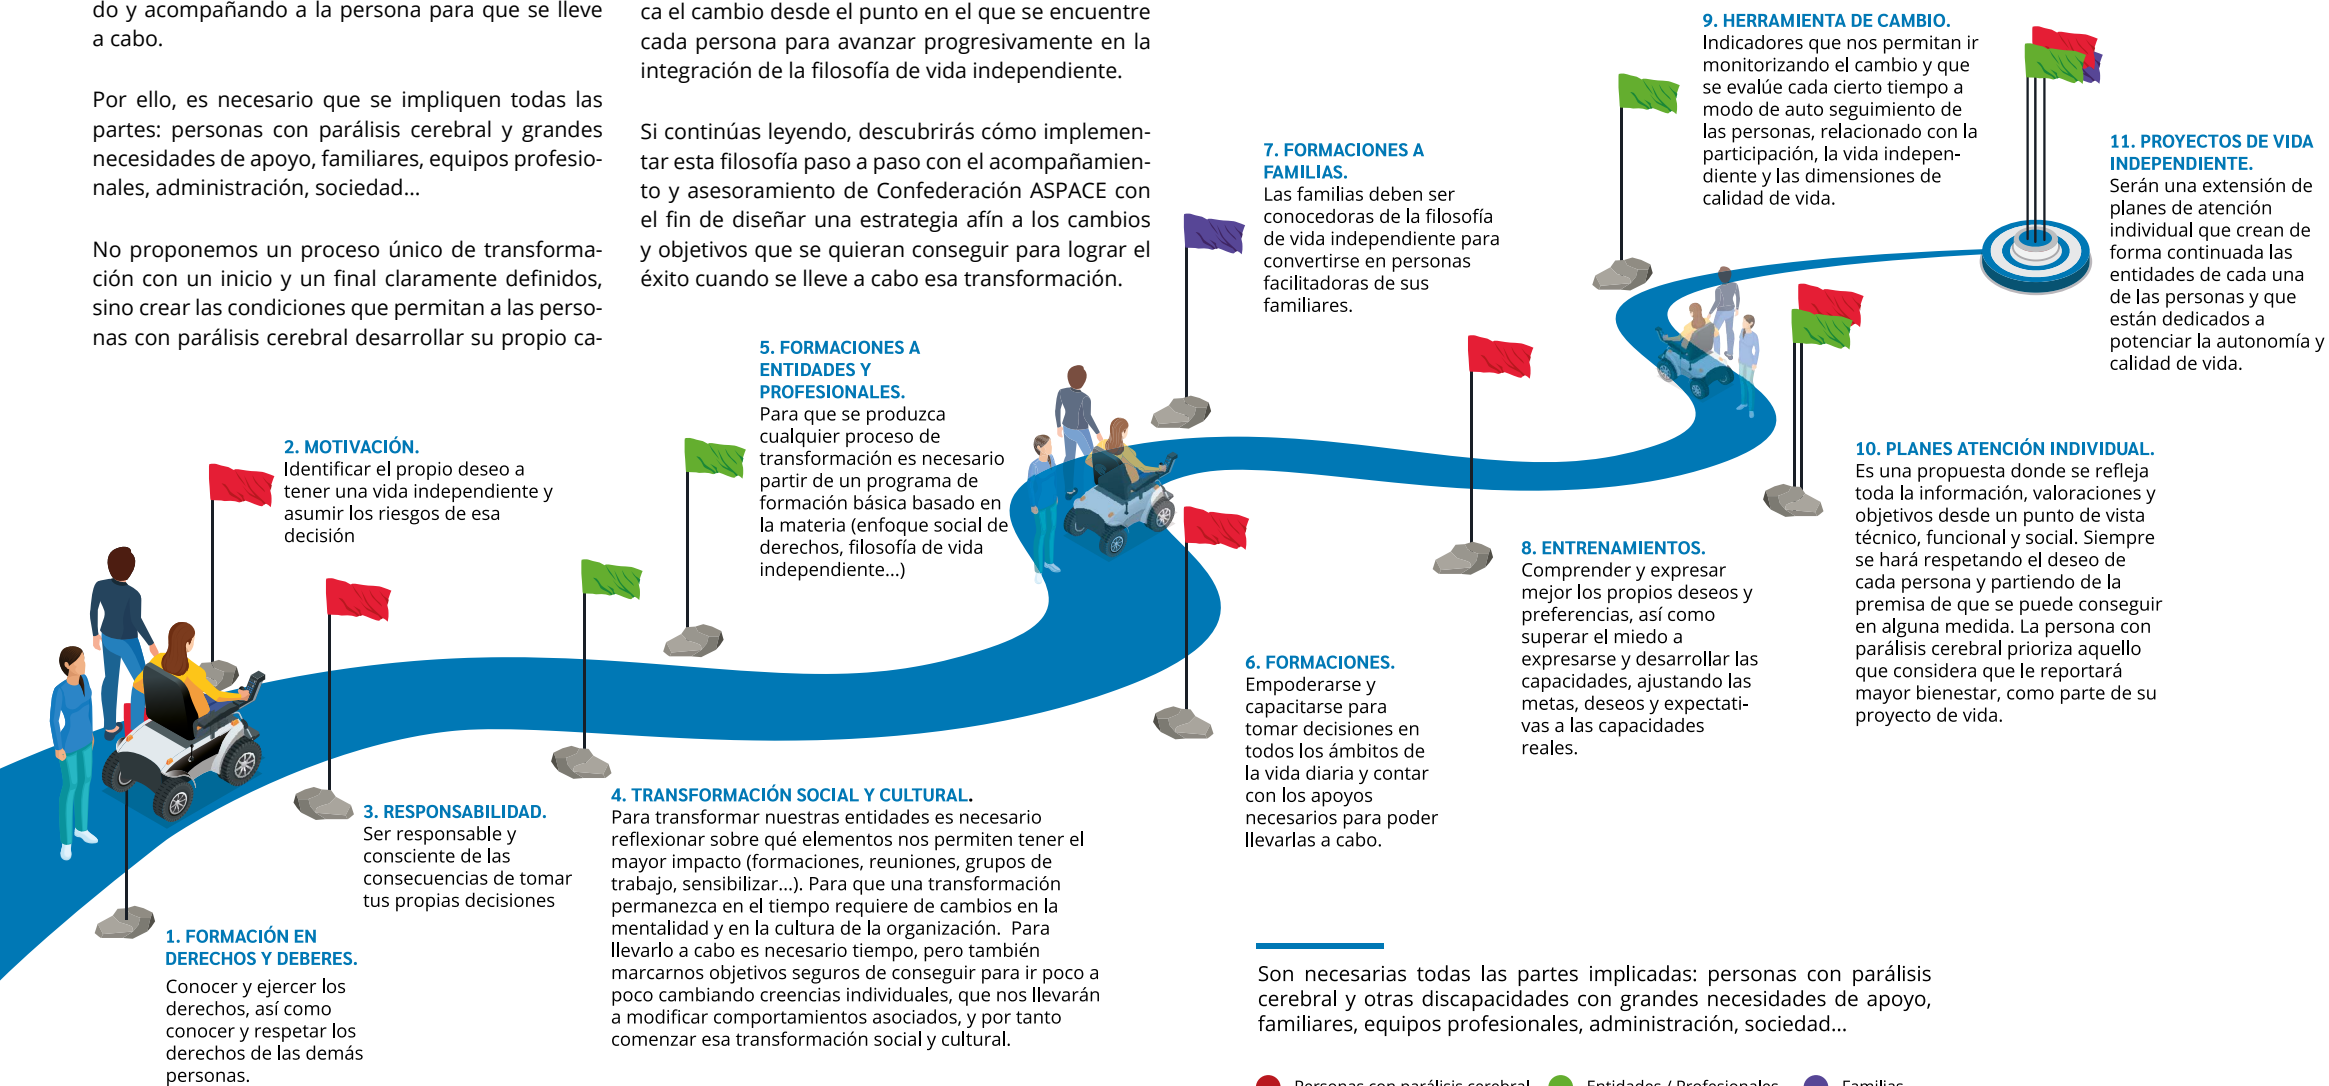 do y acompañando a la persona para que se lleve
a cabo.
Por ello, es necesario que se impliquen todas las
partes: personas con parálisis cerebral y grandes
necesidades de apoyo, familiares, equipos profesio-
nales, administración, sociedad...
No proponemos un proceso único de transforma-
ción con un inicio y un final claramente definidos,
sino crear las condiciones que permitan a las perso-
nas con parálisis cerebral desarrollar su propio ca-
ca el cambio desde el punto en el que se encuentre
cada persona para avanzar progresivamente en la
integración de la filosofía de vida independiente.
Si continúas leyendo, descubrirás cómo implemen-
tar esta filosofía paso a paso con el acompañamien-
to y asesoramiento de Confederación ASPACE con
el fin de diseñar una estrategia afín a los cambios
y objetivos que se quieran conseguir para lograr el
éxito cuando se lleve a cabo esa transformación.
1. FORMACIÓN EN
DERECHOS Y DEBERES.
Conocer y ejercer los
derechos, así como
conocer y respetar los
derechos de las demás
personas.
2. MOTIVACIÓN.
Identificar el propio deseo a
tener una vida independiente y
asumir los riesgos de esa
decisión
3. RESPONSABILIDAD.
Ser responsable y
consciente de las
consecuencias de tomar
tus propias decisiones
4. TRANSFORMACIÓN SOCIAL Y CULTURAL.
Para transformar nuestras entidades es necesario
reflexionar sobre qué elementos nos permiten tener el
mayor impacto (formaciones, reuniones, grupos de
trabajo, sensibilizar...). Para que una transformación
permanezca en el tiempo requiere de cambios en la
mentalidad y en la cultura de la organización. Para
llevarlo a cabo es necesario tiempo, pero también
marcarnos objetivos seguros de conseguir para ir poco a
poco cambiando creencias individuales, que nos llevarán
a modificar comportamientos asociados, y por tanto
comenzar esa transformación social y cultural.
5. FORMACIONES A
ENTIDADES Y
PROFESIONALES.
Para que se produzca
cualquier proceso de
transformación es necesario
partir de un programa de
formación básica basado en
la materia (enfoque social de
derechos, filosofía de vida
independiente...)
6. FORMACIONES.
Empoderarse y
capacitarse para
tomar decisiones en
todos los ámbitos de
la vida diaria y contar
con los apoyos
necesarios para poder
llevarlas a cabo.
7. FORMACIONES A
FAMILIAS.
Las familias deben ser
conocedoras de la filosofía
de vida independiente para
convertirse en personas
facilitadoras de sus
familiares.
8. ENTRENAMIENTOS.
Comprender y expresar
mejor los propios deseos y
preferencias, así como
superar el miedo a
expresarse y desarrollar las
capacidades, ajustando las
metas, deseos y expectati-
vas a las capacidades
reales.
9. HERRAMIENTA DE CAMBIO.
Indicadores que nos permitan ir
monitorizando el cambio y que
se evalúe cada cierto tiempo a
modo de auto seguimiento de
las personas, relacionado con la
participación, la vida indepen-
diente y las dimensiones de
calidad de vida.
10. PLANES ATENCIÓN INDIVIDUAL.
Es una propuesta donde se refleja
toda la información, valoraciones y
objetivos desde un punto de vista
técnico, funcional y social. Siempre
se hará respetando el deseo de
cada persona y partiendo de la
premisa de que se puede conseguir
en alguna medida. La persona con
parálisis cerebral prioriza aquello
que considera que le reportará
mayor bienestar, como parte de su
proyecto de vida.
11. PROYECTOS DE VIDA
INDEPENDIENTE.
Serán una extensión de
planes de atención
individual que crean de
forma continuada las
entidades de cada una
de las personas y que
están dedicados a
potenciar la autonomía y
calidad de vida.
Son necesarias todas las partes implicadas: personas con parálisis
cerebral y otras discapacidades con grandes necesidades de apoyo,
familiares, equipos profesionales, administración, sociedad...
Personas con parálisis cerebral
Entidades / Profesionales
Familias